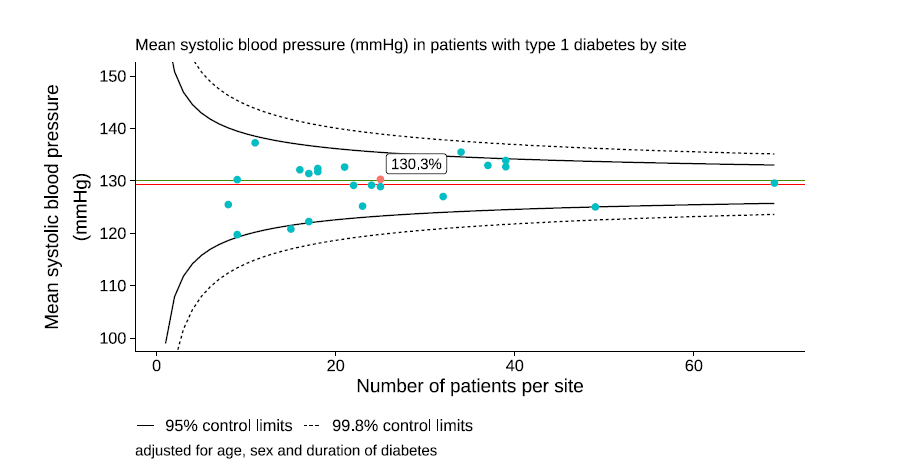 Mean systolic blood pressure (mmHg) in patients with type 1 diabetes by site
Mean systolic blood pressure
(mmHg)
150
140
130
120
110
100
130,3%
0
20
40
60
Number of patients per site
95% control limits
99.8% control limits
adjusted for age, sex and duration of diabetes